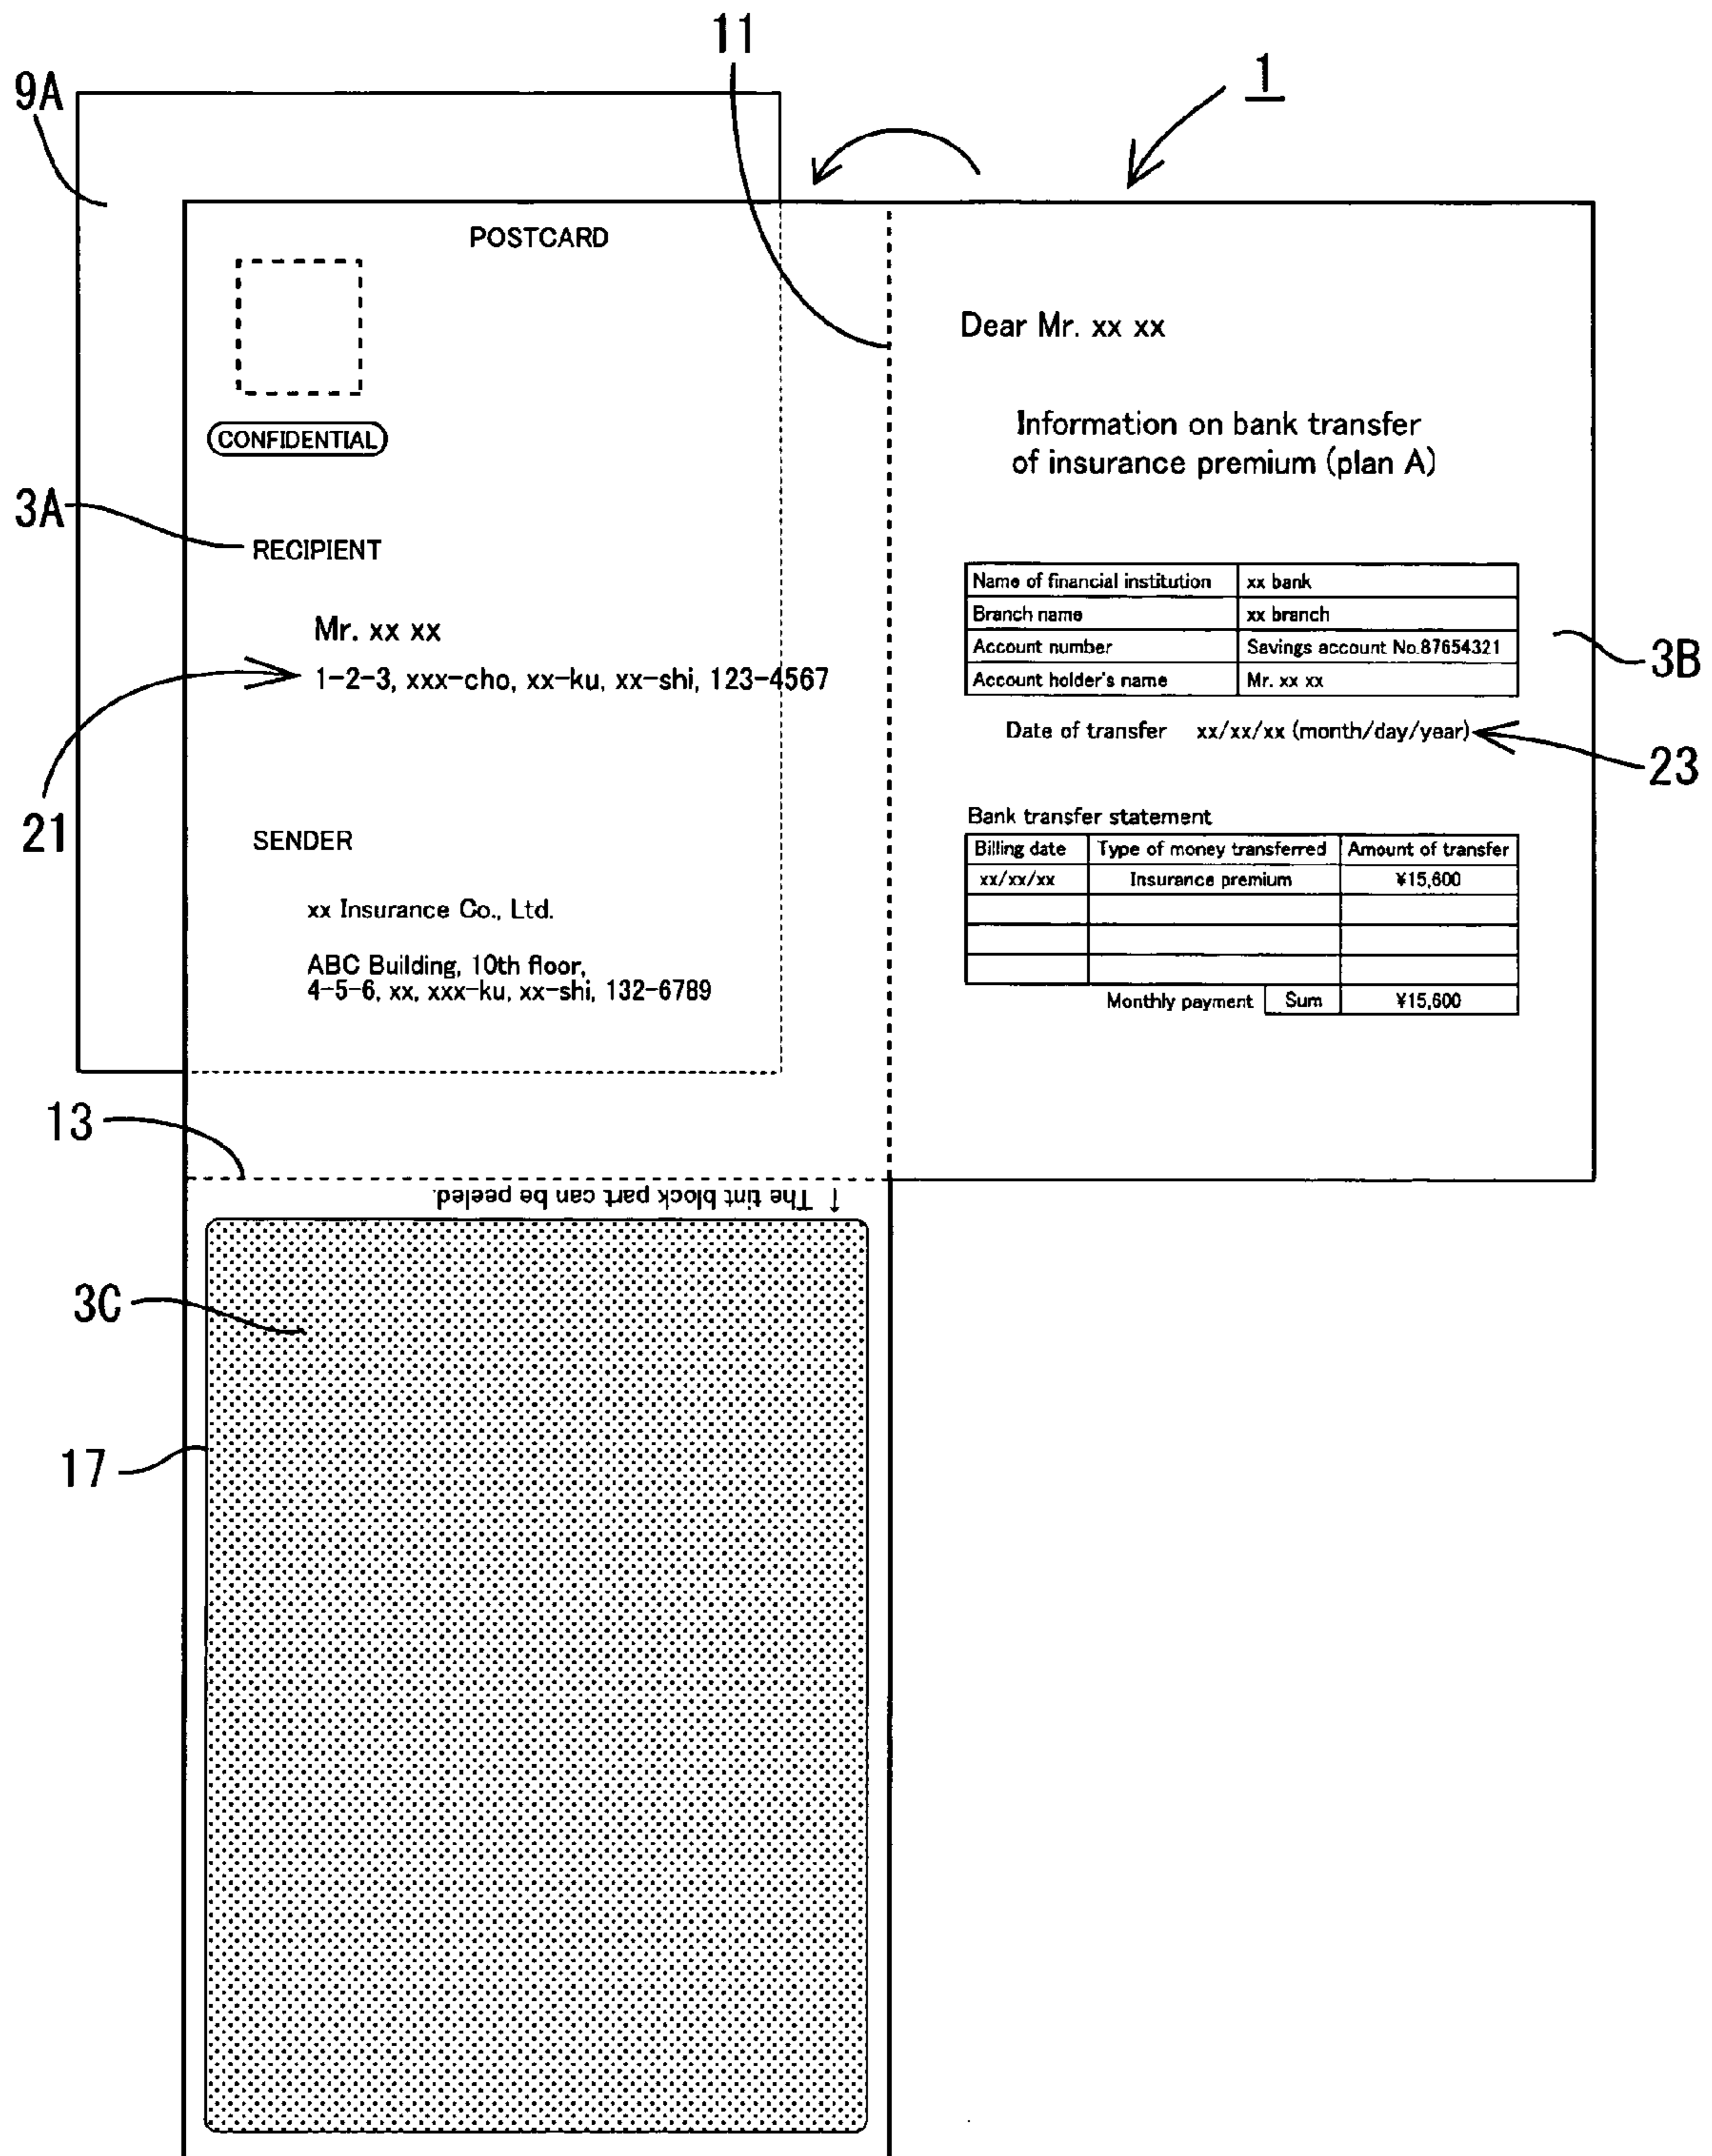 11
1
9A
POSTCARD
Dear Mr. xx xx
Information on bank transfer
of insurance premium (plan A)
CONFIDENTIAL
3A
RECIPIENT
Mr. xx xx
1-2-3, xxx-cho, xx-ku, xx-shi, 123-4567
21
Name of financial institution xx bank
Branch name xx branch
Account number Savings account No.87654321
Account holder's name Mr. xx xx
3B
Date of transfer xx/xx/xx (month/day/year)
23
SENDER
xx Insurance Co., Ltd.
ABC Building, 10th floor,
4-5-6, xx, xxx-ku, xx-shi, 132-6789
Bank transfer statement
Billing date Type of money transferred Amount of transfer
xx/xx/xx Insurance premium ¥15,600
Monthly payment Sum ¥15,600
13
↓ The tint block part can be peeled.
3C
17